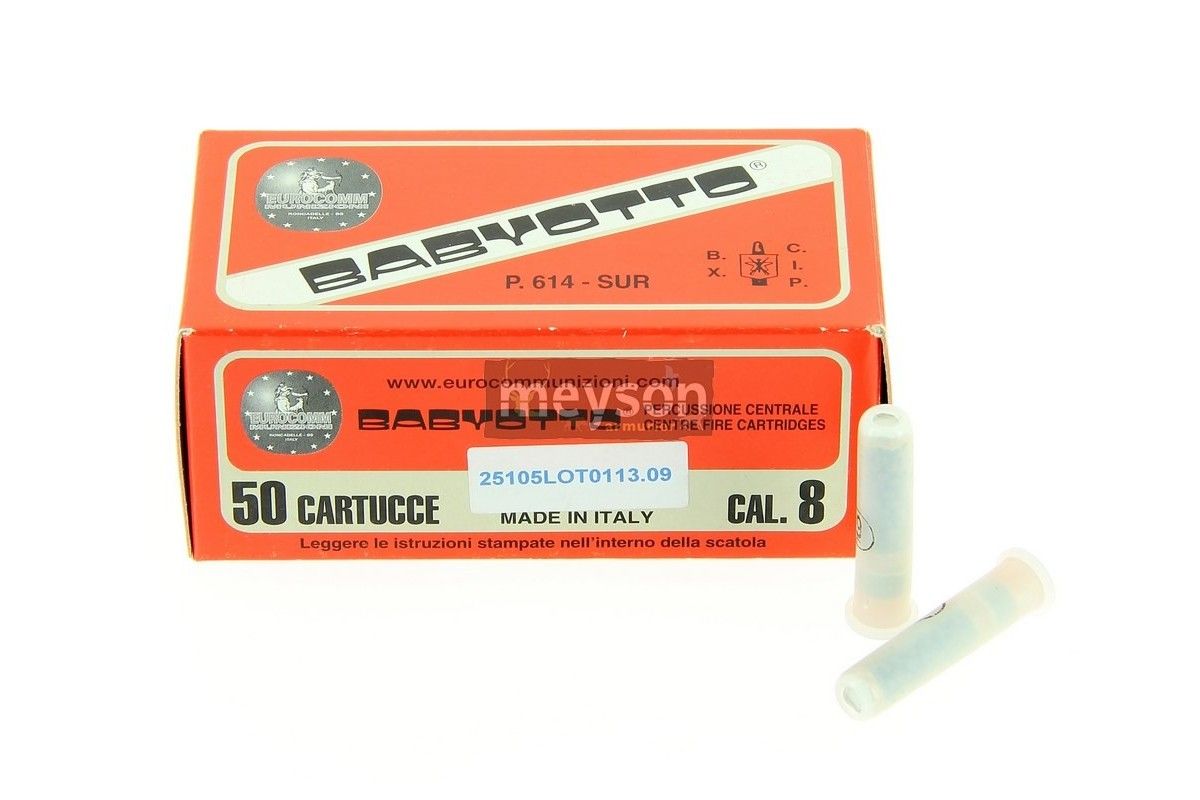 EUROCOMM
MUNIZIONI
RONCADELLE - BS
ITALY
BABYOTTO®
P. 614 - SUR
B. C.
X. I.
P.
www.eurocommunizioni.com
meyson
EUROCOMM
MUNIZIONI
RONCADELLE - BS
ITALY
BABYOTTO
PERCUSSIONE CENTRALE
CENTRE FIRE CARTRIDGES
25105LOT0113.09
50 CARTUCCE
MADE IN ITALY
CAL. 8
Leggere le istruzioni stampate nell'interno della scatola